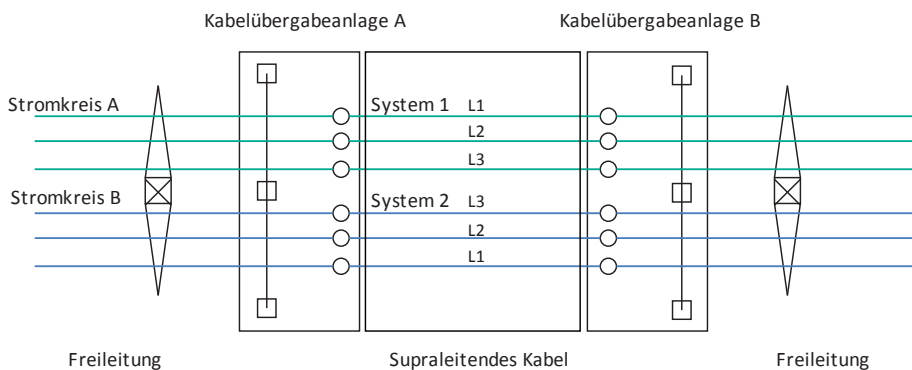 Kabelübergabeanlage A
Kabelübergabeanlage B
Stromkreis A
System 1
L1
L2
L3
Stromkreis B
System 2
L3
L2
L1
Freileitung
Supraleitendes Kabel
Freileitung